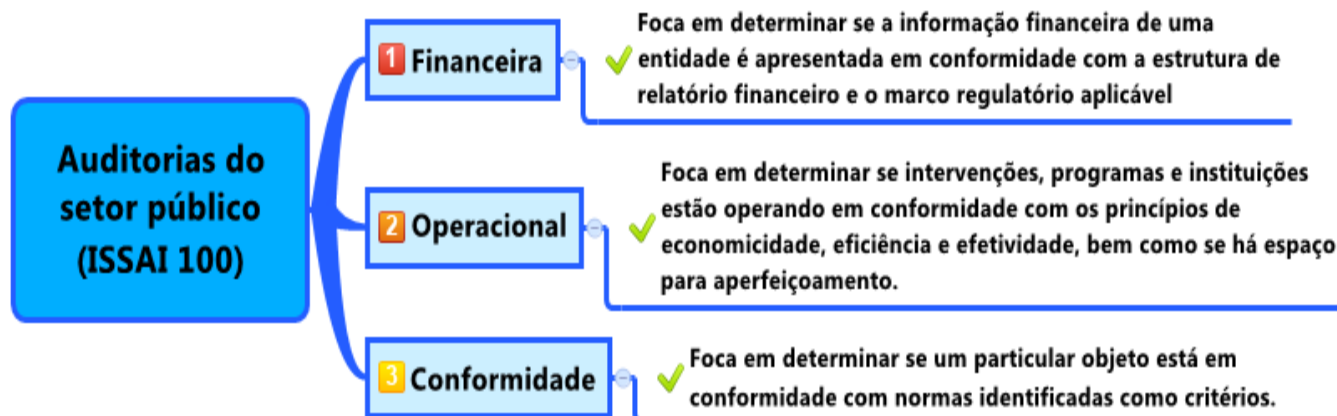 Auditorias do
setor público
(ISSAI 100)
1 Financeira
Foca em determinar se a informação financeira de uma
entidade é apresentada em conformidade com a estrutura de
relatório financeiro e o marco regulatório aplicável
2 Operacional
Foca em determinar se intervenções, programas e instituições
estão operando em conformidade com os princípios de
economicidade, eficiência e efetividade, bem como se há espaço
para aperfeiçoamento.
3 Conformidade
Foca em determinar se um particular objeto está em
conformidade com normas identificadas como critérios.